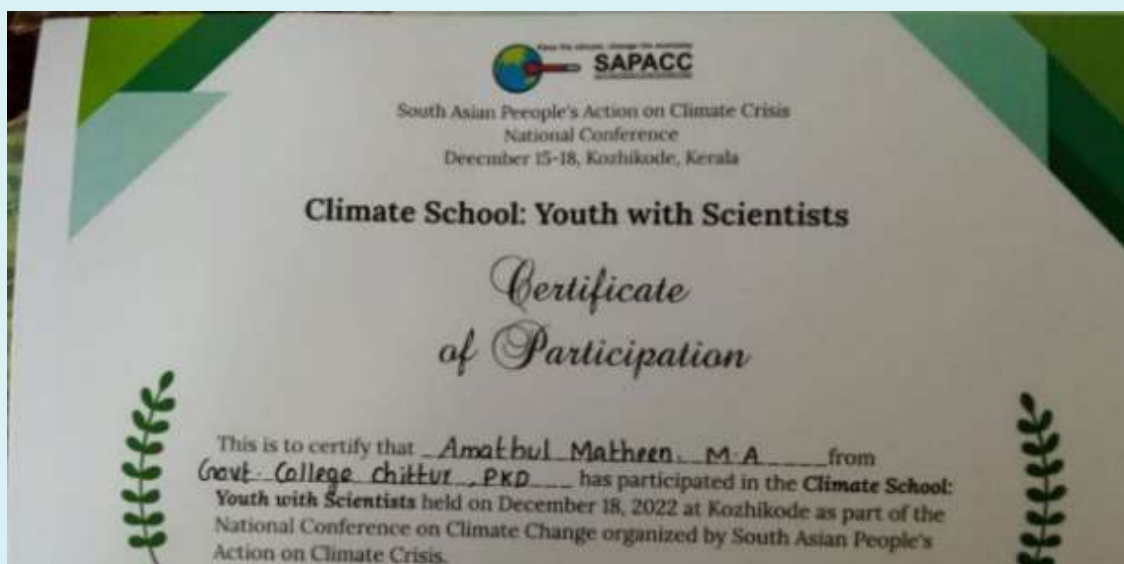 SAPACC
South Asian Peeople's Action on Climate Crisis
National Conference
December 15-18, Kozhikode, Kerala
Climate School: Youth with Scientists
Certificate
of Participation
This is to certify that Amathul Matheen. M.A from
Govt. College Chittur, PKD has participated in the Climate School:
Youth with Scientists held on December 18, 2022 at Kozhikode as part of the
National Conference on Climate Change organized by South Asian People's
Action on Climate Crisis.